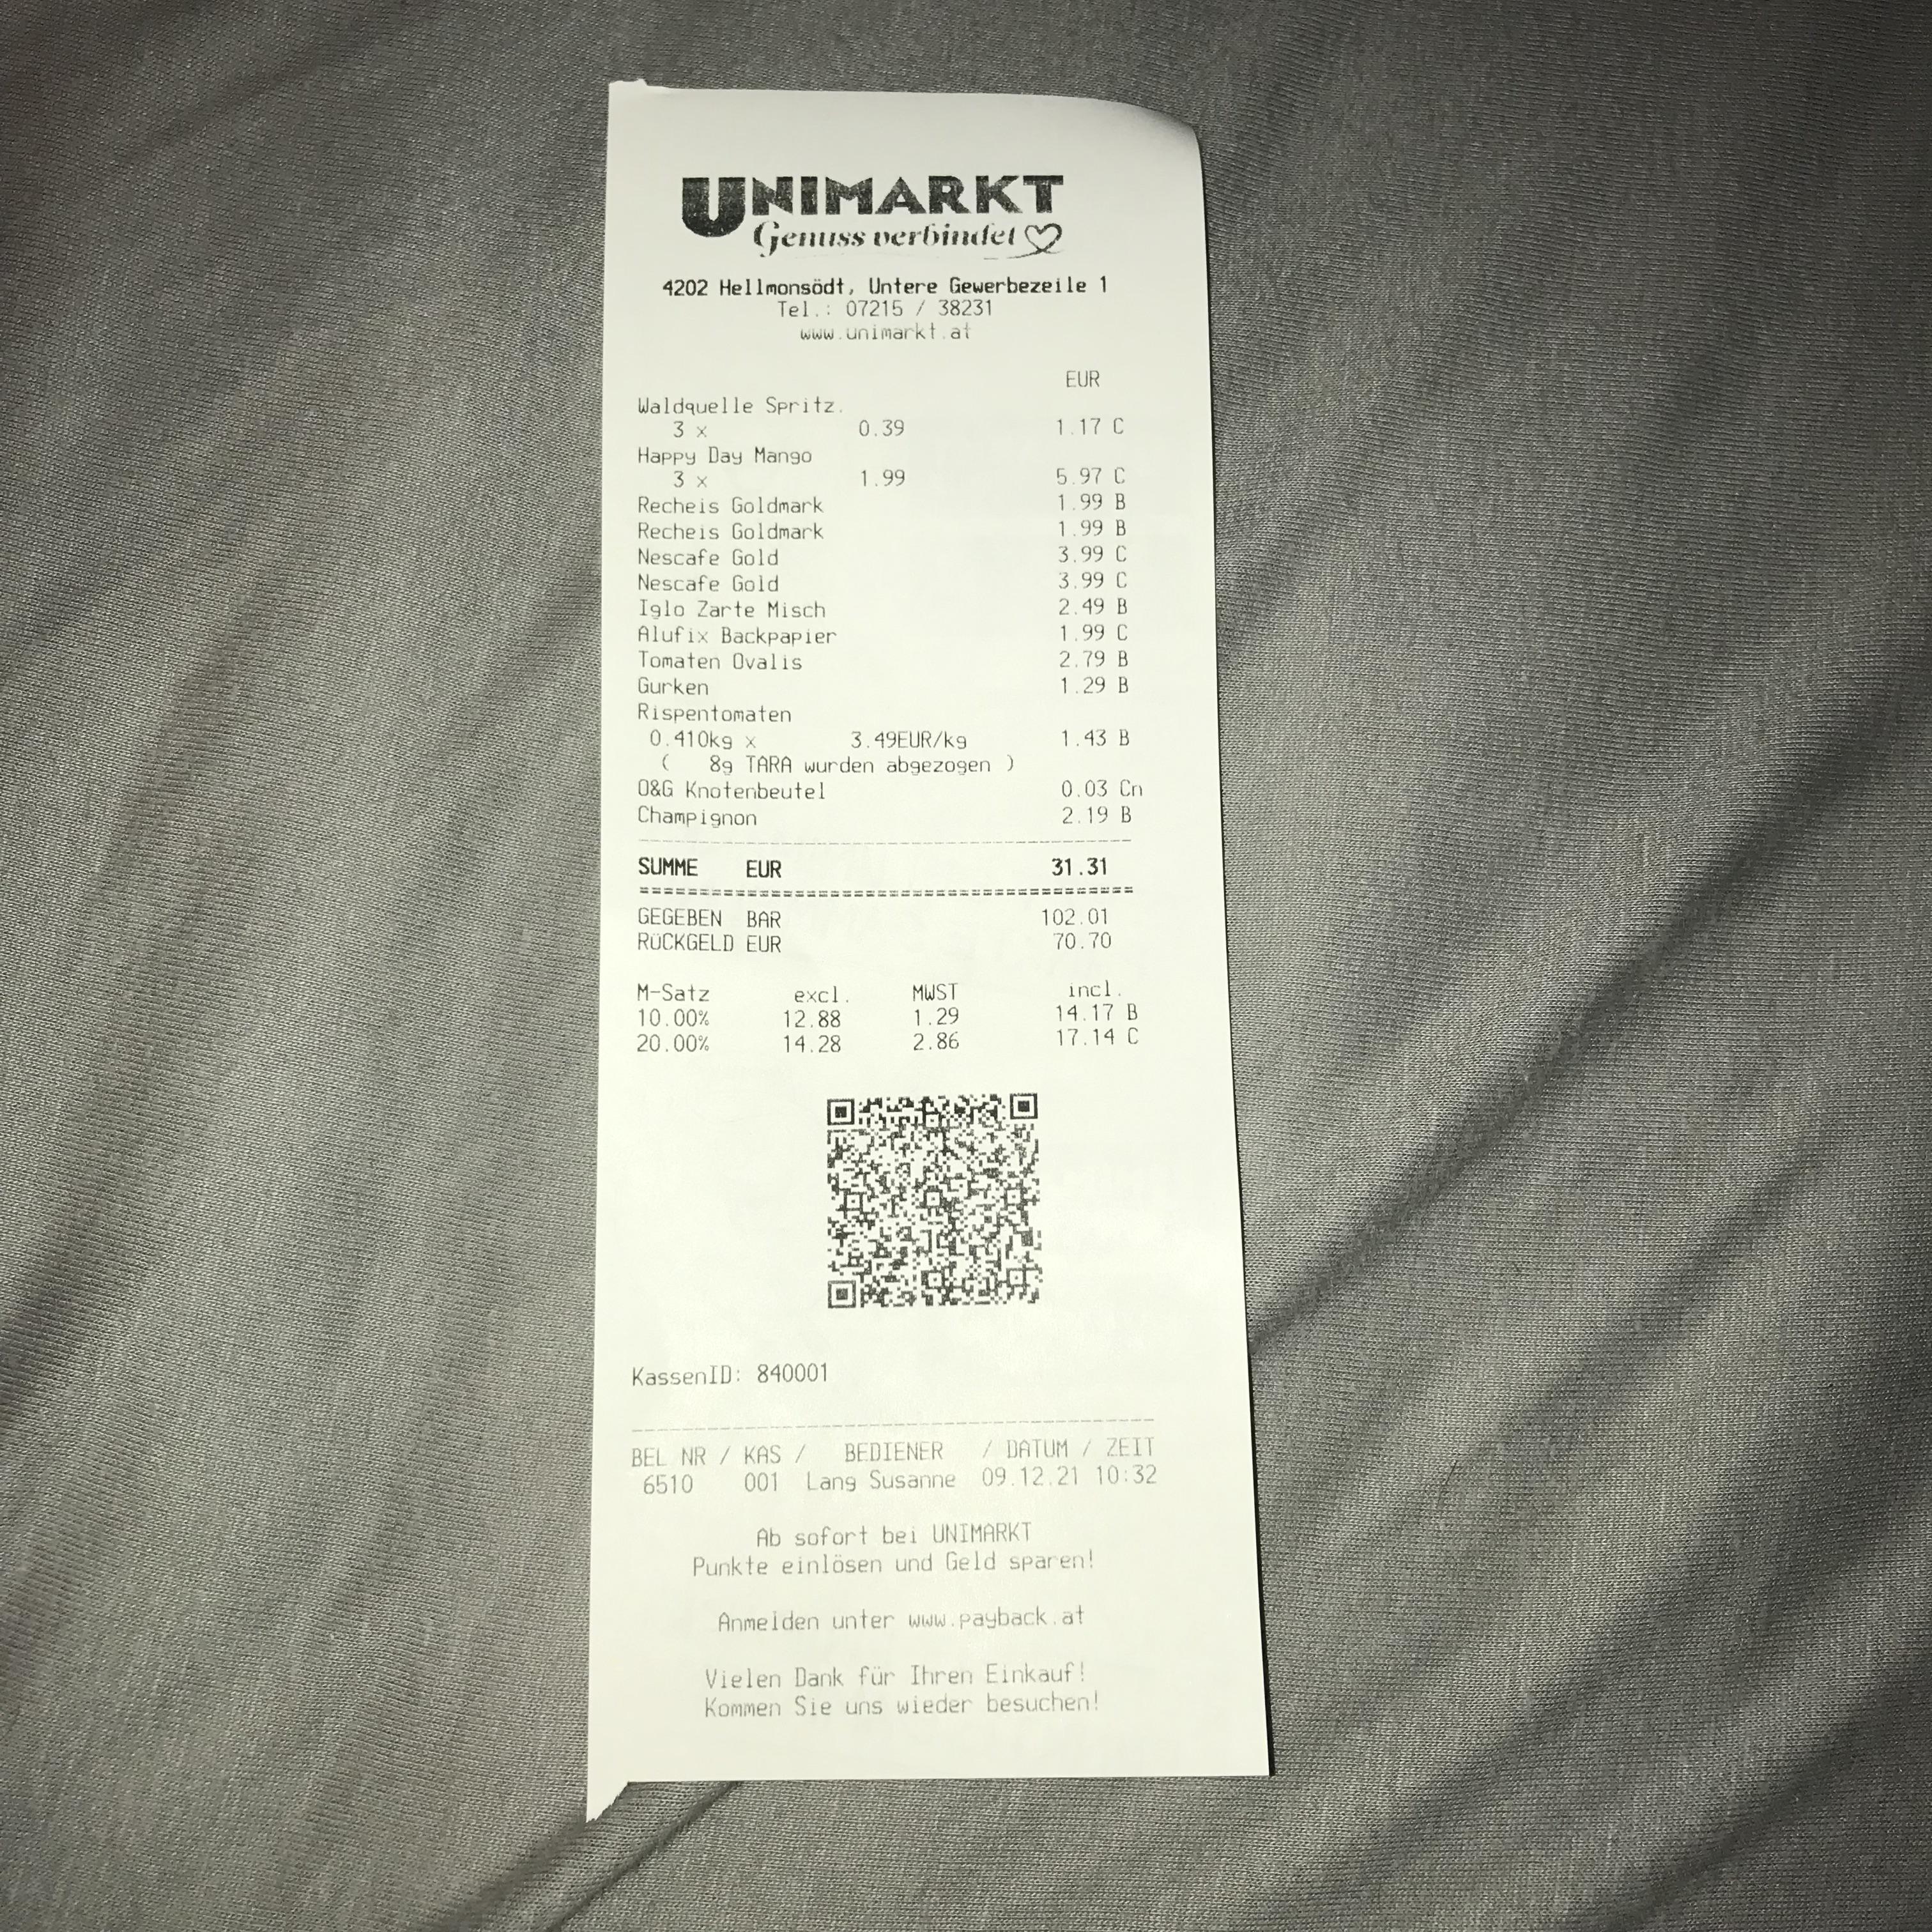 UNIMARKT
Genuss verbindet
4202 Hellmonsödt, Untere Gewerbezeile 1
Tel.: 07215 / 38231
www.unimarkt.at
EUR
Waldquelle Spritz.
3 x 0.39 1.17 C
Happy Day Mango
3 x 1.99 5.97 C
Recheis Goldmark 1.99 B
Recheis Goldmark 1.99 B
Nescafe Gold 3.99 C
Nescafe Gold 3.99 C
Iglo Zarte Misch 2.49 B
Alufix Backpapier 1.99 C
Tomaten Ovalis 2.79 B
Gurken 1.29 B
Rispentomaten
0.410kg x 3.49EUR/kg 1.43 B
( 8g TARA wurden abgezogen )
O&G Knotenbeutel 0.03 Cn
Champignon 2.19 B
SUMME EUR 31.31
GEGEBEN BAR 102.01
RÜCKGELD EUR 70.70
M-Satz excl. MWST incl.
10.00% 12.88 1.29 14.17 B
20.00% 14.28 2.86 17.14 C
KassenID: 840001
BEL NR / KAS / BEDIENER / DATUM / ZEIT
6510 001 Lang Susanne 09.12.21 10:32
Ab sofort bei UNIMARKT
Punkte einlösen und Geld sparen!
Anmelden unter www.payback.at
Vielen Dank für Ihren Einkauf!
Kommen Sie uns wieder besuchen!